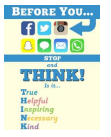 BEFORE YOU...
STOP
and
THINK!
Is it...
True
Helpful
Inspiring
Necessary
Kind